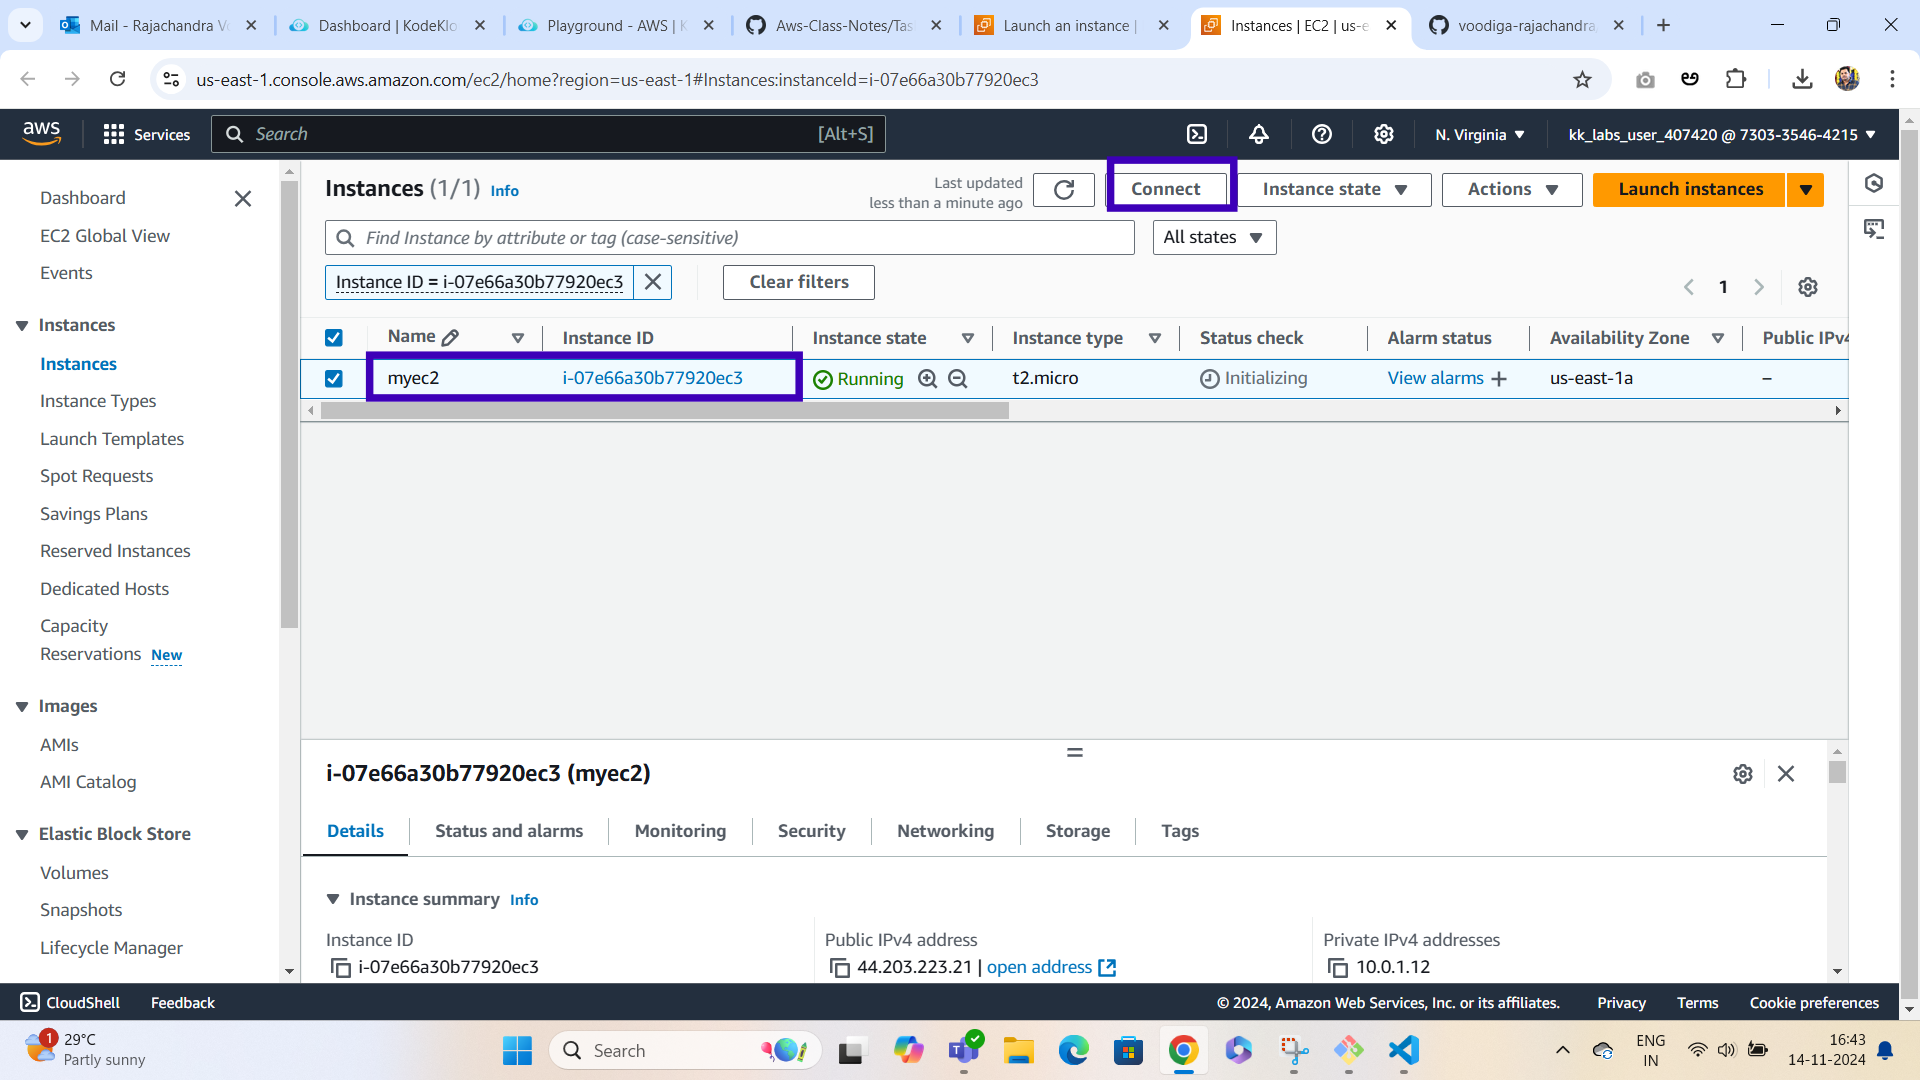 Mail - Rajachandra Vo
Dashboard | KodeKlo
Playground - AWS | K
Aws-Class-Notes/Tas
Launch an instance |
Instances | EC2 | us-e
voodiga-rajachandra
us-east-1.console.aws.amazon.com/ec2/home?region=us-east-1#Instances:instanceId=i-07e66a30b77920ec3
aws
Services
Search [Alt+S]
N. Virginia
kk_labs_user_407420 @ 7303-3546-4215
Dashboard
EC2 Global View
Events
Instances
Instances
Instance Types
Launch Templates
Spot Requests
Savings Plans
Reserved Instances
Dedicated Hosts
Capacity
Reservations New
Images
AMIs
AMI Catalog
Elastic Block Store
Volumes
Snapshots
Lifecycle Manager
Instances (1/1) Info
Last updated
less than a minute ago
Connect
Instance state
Actions
Launch instances
Find Instance by attribute or tag (case-sensitive)
All states
Instance ID = i-07e66a30b77920ec3
Clear filters
1
Name Instance ID Instance state Instance type Status check Alarm status Availability Zone Public IPv4
myec2 i-07e66a30b77920ec3 Running t2.micro Initializing View alarms us-east-1a –
i-07e66a30b77920ec3 (myec2)
Details Status and alarms Monitoring Security Networking Storage Tags
Instance summary Info
Instance ID
i-07e66a30b77920ec3
Public IPv4 address
44.203.223.21 | open address
Private IPv4 addresses
10.0.1.12
CloudShell Feedback
© 2024, Amazon Web Services, Inc. or its affiliates. Privacy Terms Cookie preferences
1
29°C
Partly sunny
Search
ENG
IN
16:43
14-11-2024